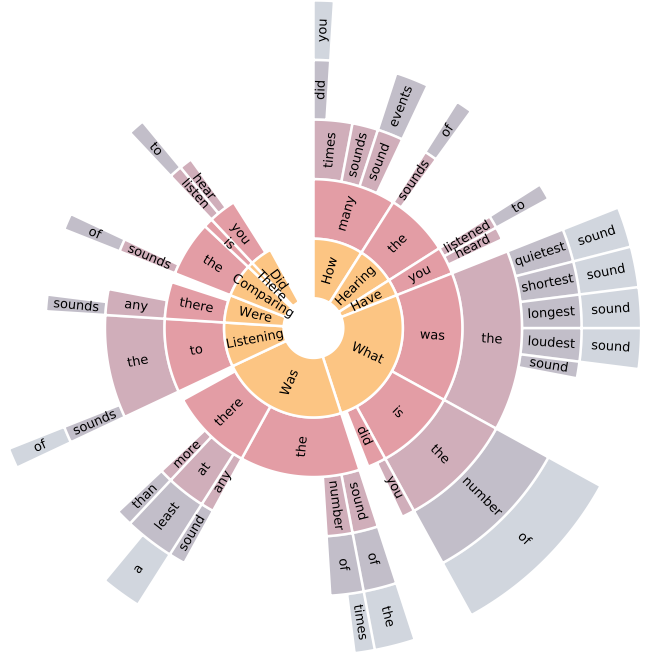 How
many
times
did
you
sounds
sound
events
Hearing
the
sounds
of
Have
you
listened
to
heard
What
was
the
quietest
sound
shortest
sound
longest
sound
loudest
sound
sound
is
the
number
of
did
you
Was
the
sound
of
the
number
of
times
there
any
sound
at
least
a
more
than
Listening
to
the
sounds
of
Were
there
any
sounds
Comparing
the
sounds
of
There
is
Did
you
listen
to
hear